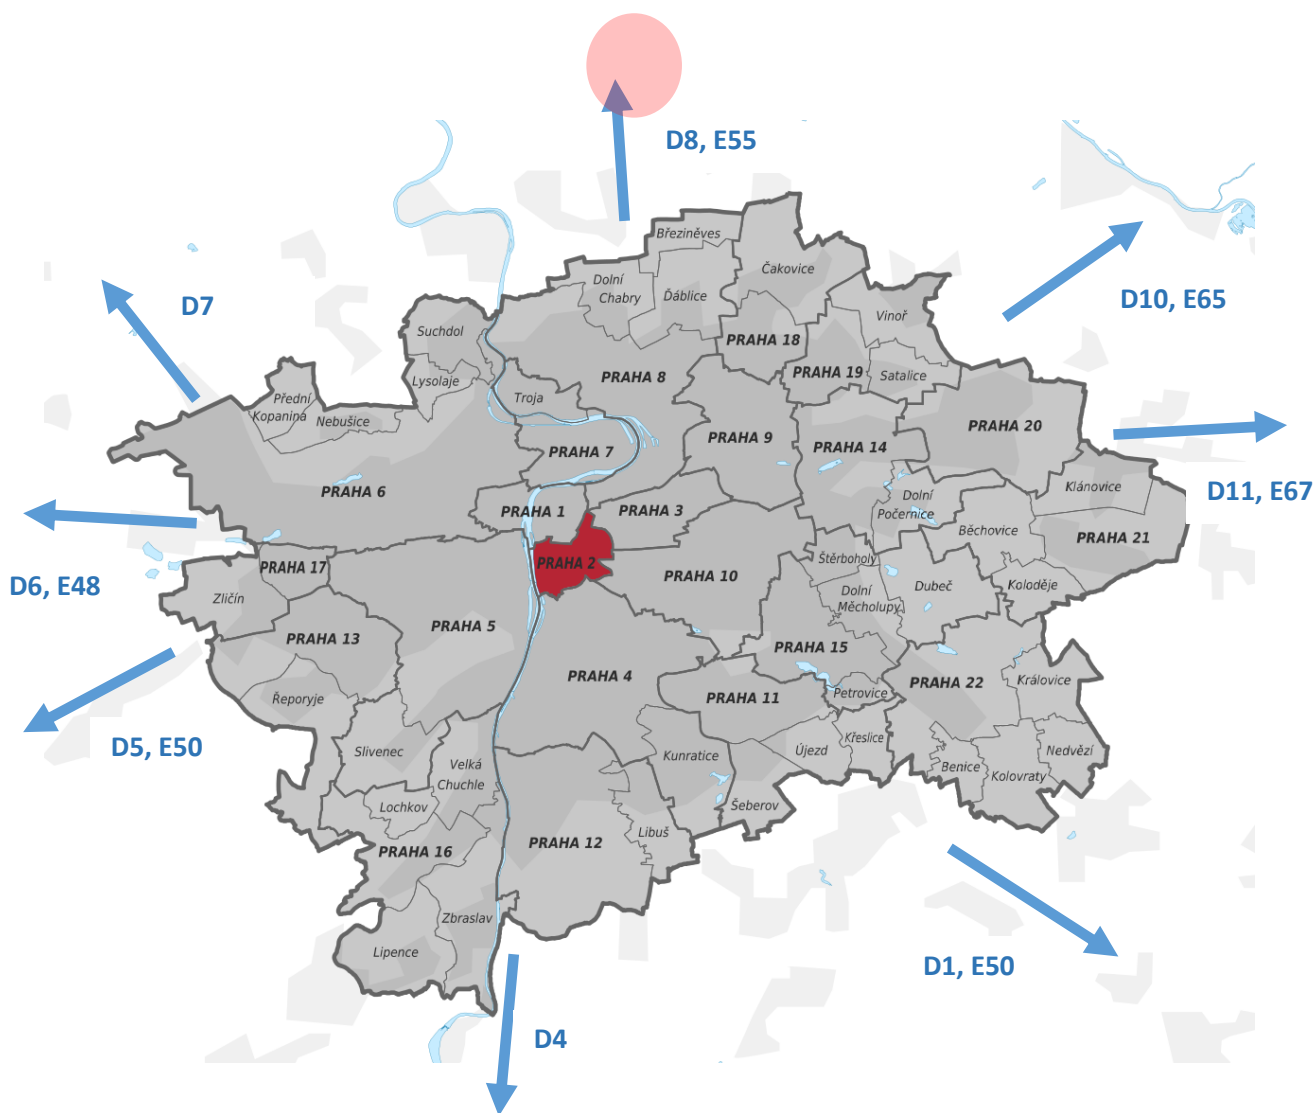 D8, E55
Březiněves
Čakovice
Dolní
Chabry
Ďáblice
D10, E65
D7
Vinoř
Suchdol
PRAHA 18
PRAHA 8
PRAHA 19
Satalice
Lysolaje
Troja
Přední
Kopanina
Nebušice
PRAHA 20
PRAHA 9
PRAHA 14
PRAHA 7
PRAHA 6
D11, E67
Klánovice
Dolní
Počernice
PRAHA 1
PRAHA 3
Běchovice
PRAHA 21
PRAHA 2
PRAHA 17
PRAHA 10
Štěrboholy
D6, E48
Zličín
Dubeč
Koloděje
Dolní
Měcholupy
PRAHA 5
PRAHA 13
PRAHA 15
PRAHA 4
PRAHA 22
Královice
Řeporyje
PRAHA 11
Petrovice
D5, E50
Slivenec
Kunratice
Újezd
Křeslice
Nedvězí
Benice
Kolovraty
Velká
Chuchle
Lochkov
Šeberov
Libuš
PRAHA 12
PRAHA 16
Zbraslav
Lipence
D1, E50
D4